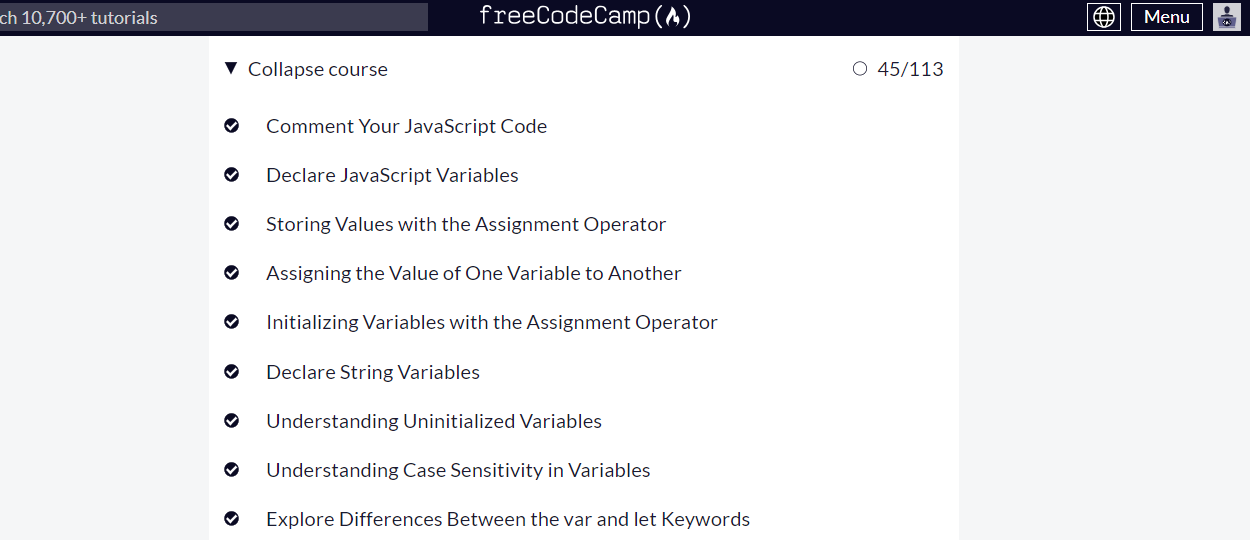 ch 10,700+ tutorials
freeCodeCamp
Menu
Collapse course
45/113
Comment Your JavaScript Code
Declare JavaScript Variables
Storing Values with the Assignment Operator
Assigning the Value of One Variable to Another
Initializing Variables with the Assignment Operator
Declare String Variables
Understanding Uninitialized Variables
Understanding Case Sensitivity in Variables
Explore Differences Between the var and let Keywords